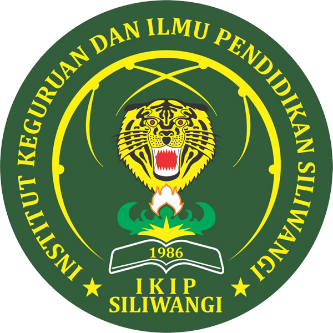 INSTITUT KEGURUAN DAN ILMU PENDIDIKAN SILIWANGI
1986
IKIP
SILIWANGI